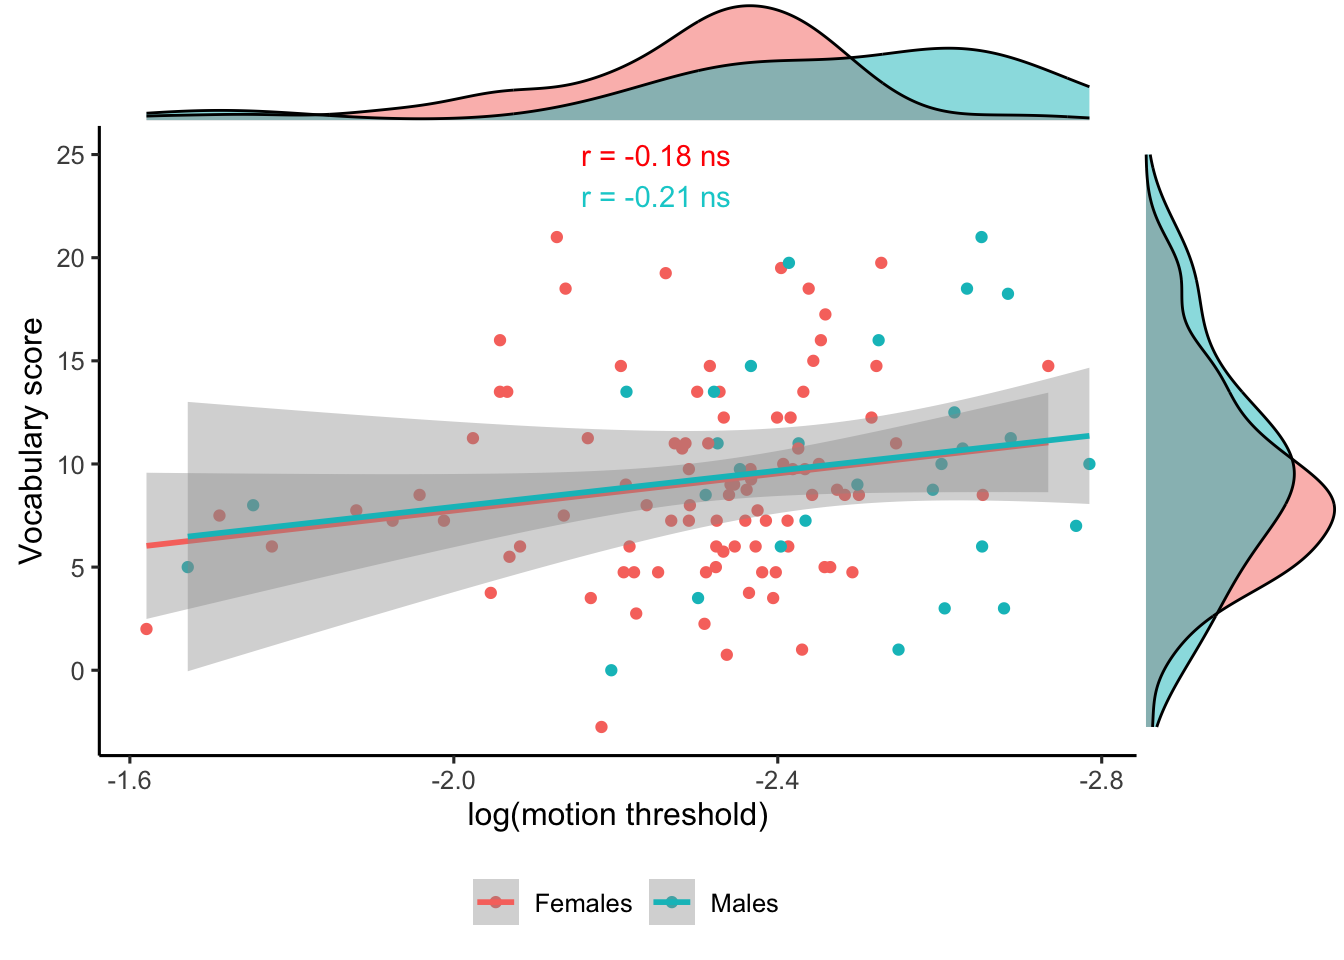 r = -0.18 ns
r = -0.21 ns
25
20
15
10
5
0
Vocabulary score
-1.6 -2.0 -2.4 -2.8
log(motion threshold)
Females Males